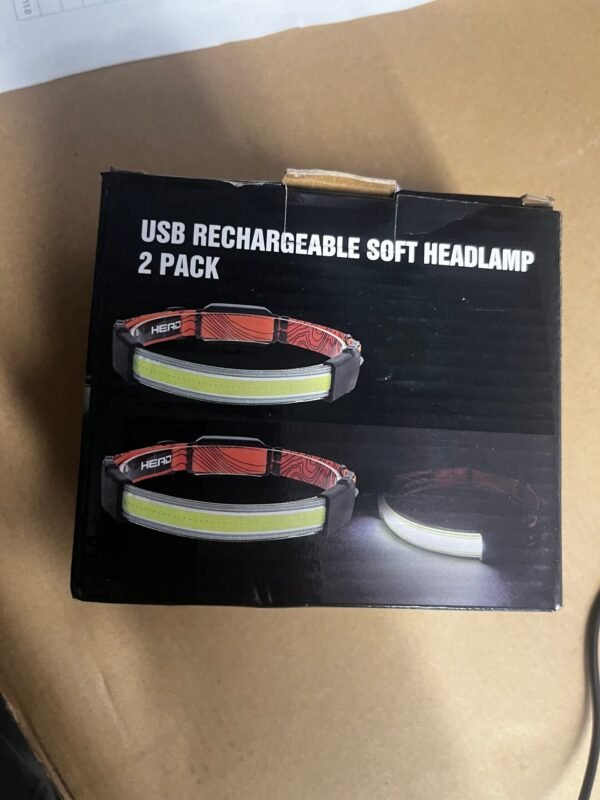 USB RECHARGEABLE SOFT HEADLAMP
2 PACK
HEAD
HEAD